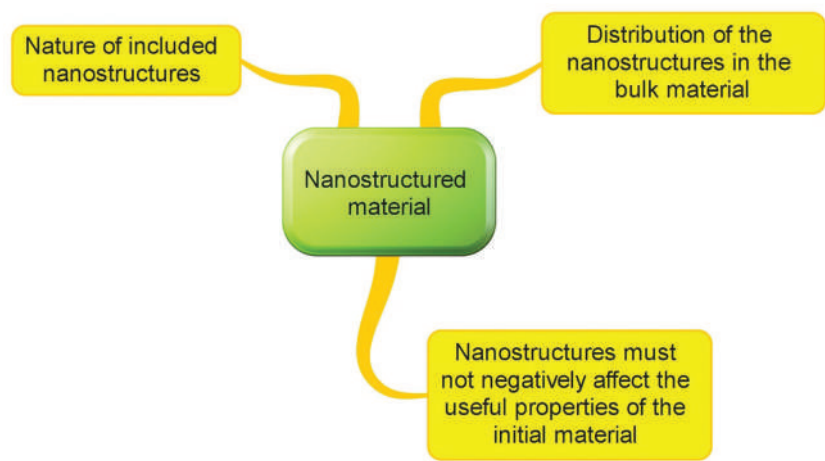 Nature of included
nanostructures
Distribution of the
nanostructures in the
bulk material
Nanostructured
material
Nanostructures must
not negatively affect the
useful properties of the
initial material